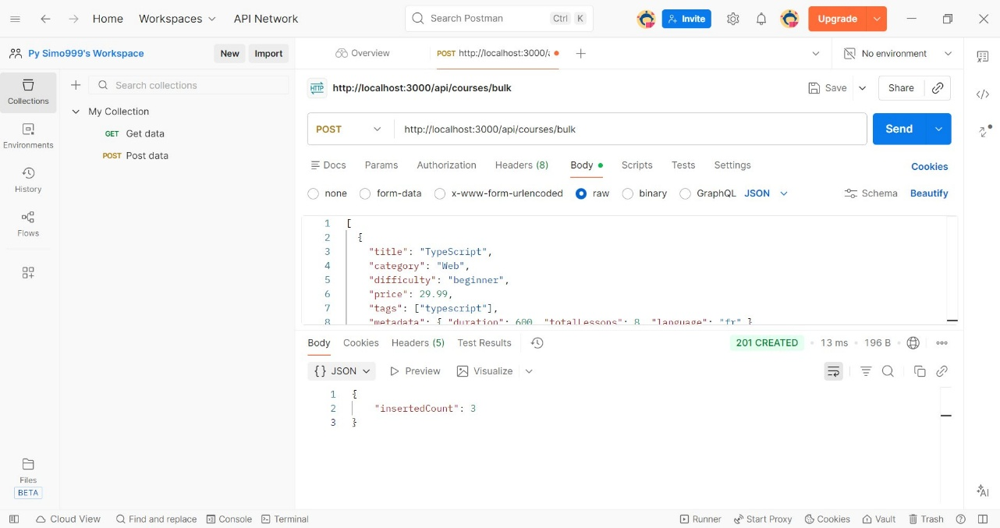 Home Workspaces API Network Search Postman Ctrl K Invite Upgrade
Py Simo999's Workspace New Import Overview POST http://localhost:3000/a No environment
Collections
Environments
History
Flows
Files
BETA
Search collections
My Collection
GET Get data
POST Post data
HTTP http://localhost:3000/api/courses/bulk Save Share
POST http://localhost:3000/api/courses/bulk Send
Docs Params Authorization Headers (8) Body Scripts Tests Settings Cookies
none form-data x-www-form-urlencoded raw binary GraphQL JSON Schema Beautify
1 [
2 {
3 "title": "TypeScript",
4 "category": "Web",
5 "difficulty": "beginner",
6 "price": 29.99,
7 "tags": ["typescript"],
8 "metadata": { "duration": 600, "totalLessons": 8, "language": "fr" }
Body Cookies Headers (5) Test Results 201 CREATED 13 ms 196 B
{} JSON Preview Visualize
1 {
2 "insertedCount": 3
3 }
Cloud View Find and replace Console Terminal Runner Start Proxy Cookies Vault Trash
AI